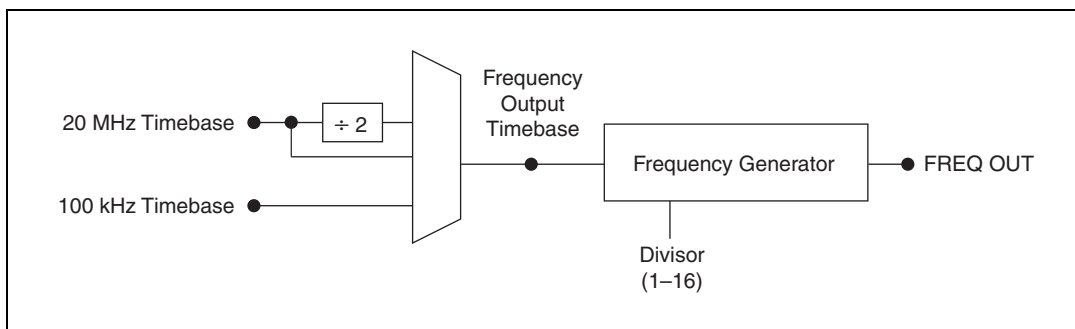 20 MHz Timebase
÷ 2
100 kHz Timebase
Frequency
Output
Timebase
Frequency Generator
FREQ OUT
Divisor
(1–16)